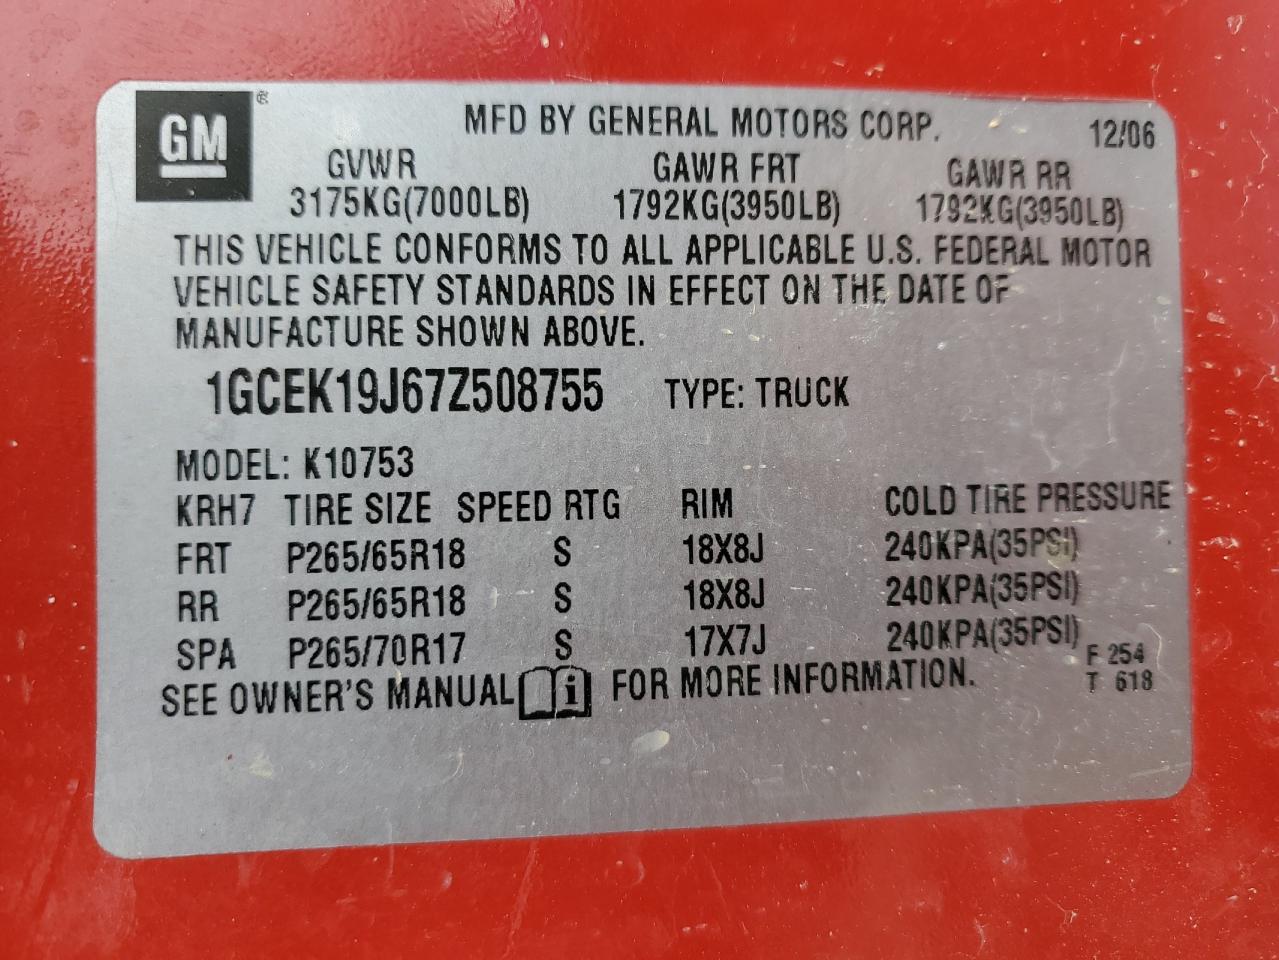 GM MFD BY GENERAL MOTORS CORP. 12/06
GVWR GAWR FRT GAWR RR
3175KG(7000LB) 1792KG(3950LB) 1792KG(3950LB)
THIS VEHICLE CONFORMS TO ALL APPLICABLE U.S. FEDERAL MOTOR
VEHICLE SAFETY STANDARDS IN EFFECT ON THE DATE OF
MANUFACTURE SHOWN ABOVE.
1GCEK19J67Z508755 TYPE: TRUCK
MODEL: K10753
KRH7 TIRE SIZE SPEED RTG RIM COLD TIRE PRESSURE
FRT P265/65R18 S 18X8J 240KPA(35PSI)
RR P265/65R18 S 18X8J 240KPA(35PSI)
SPA P265/70R17 S 17X7J 240KPA(35PSI)
F 254
SEE OWNER'S MANUAL FOR MORE INFORMATION. T 618